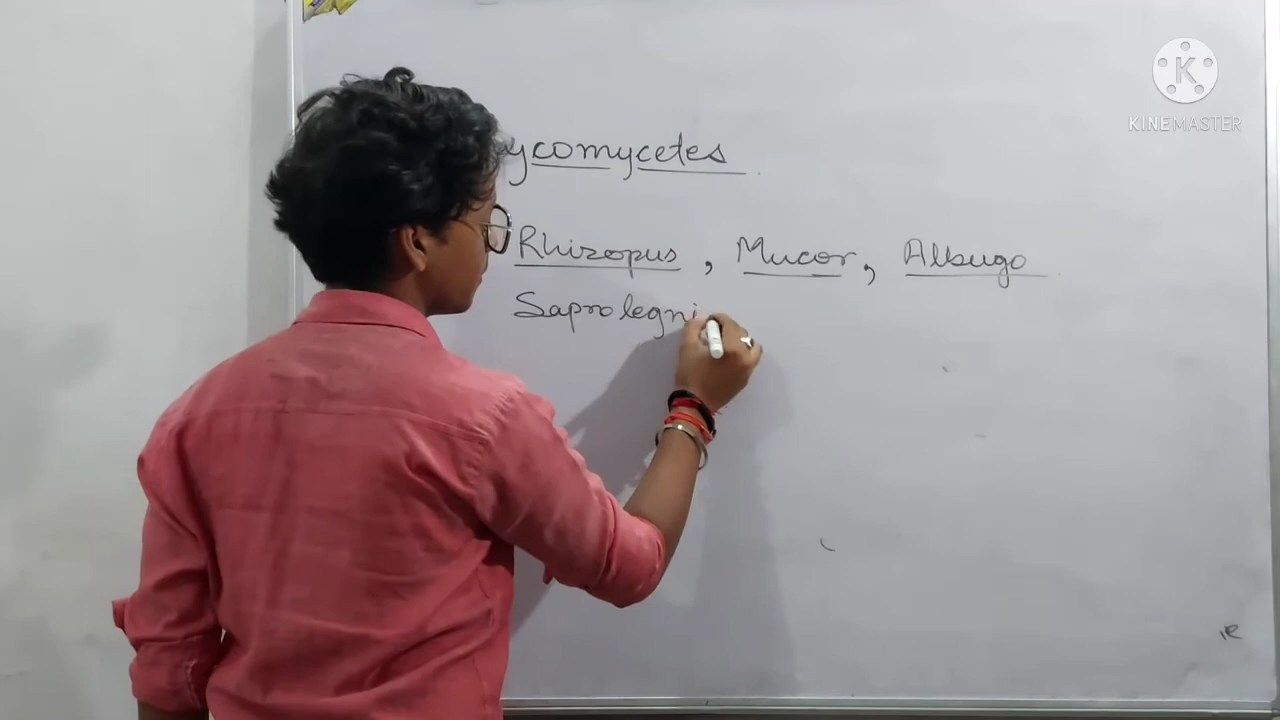 ycomycetes
Rhizopus, Mucor, Albugo
Saprolegni
KINEMASTER